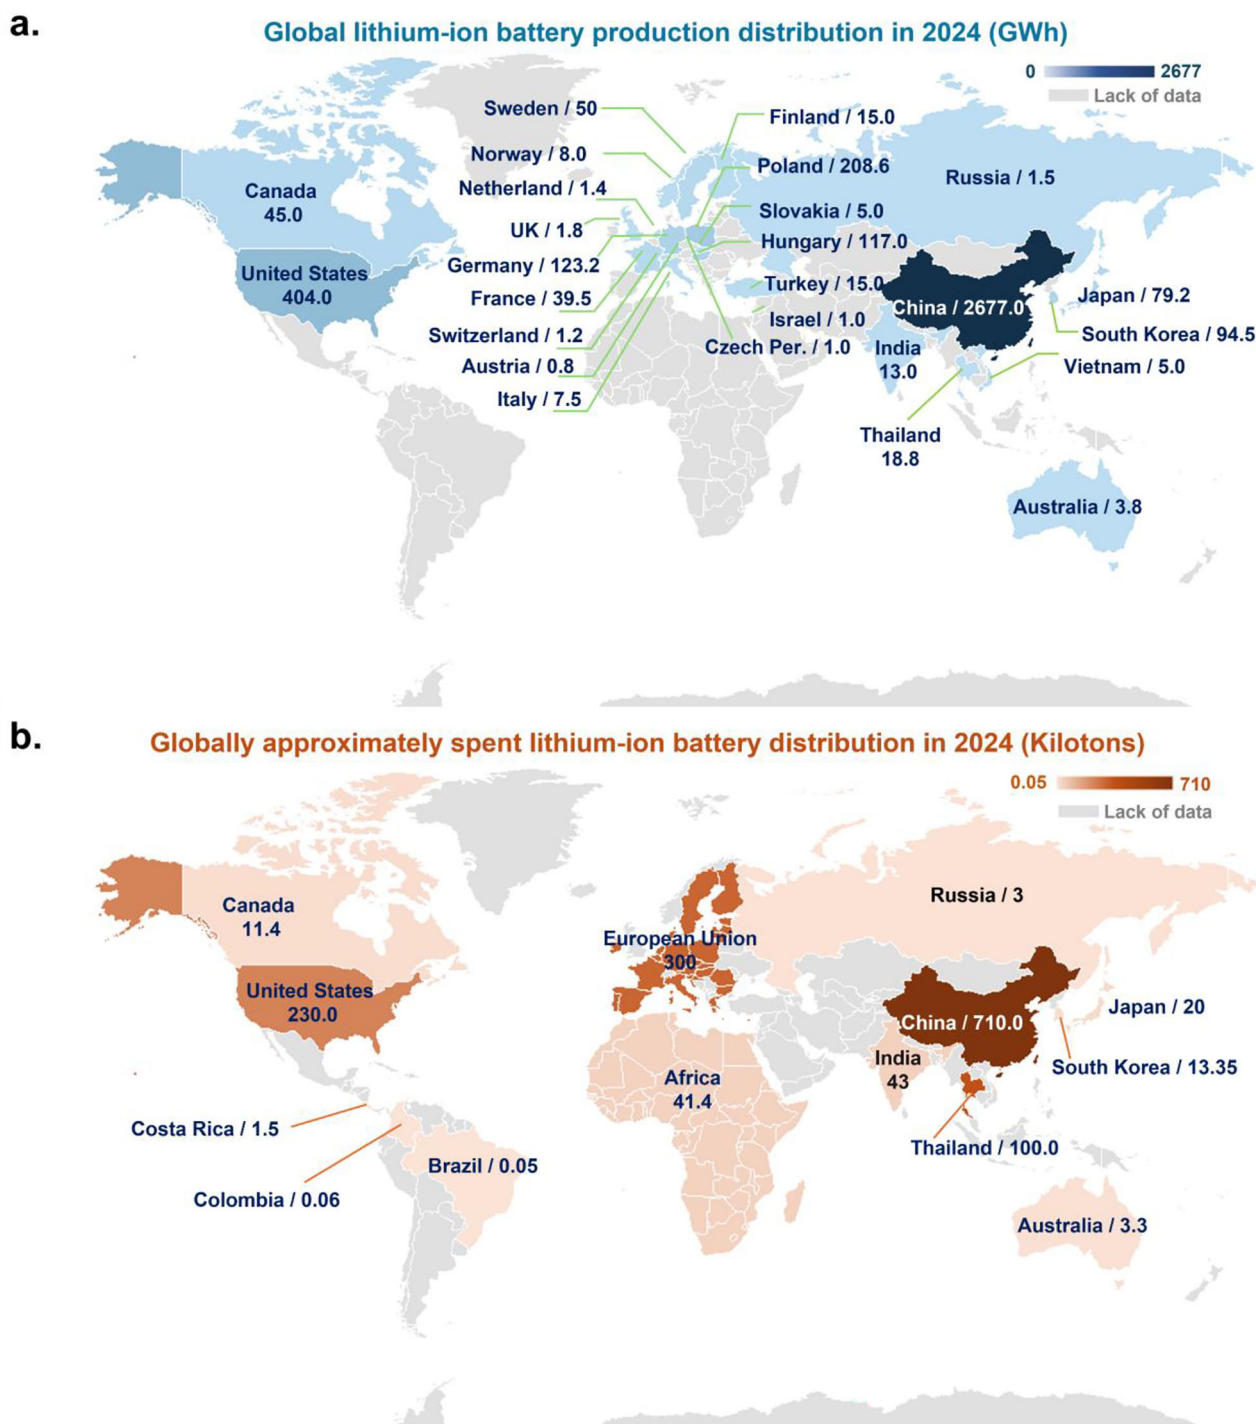 a.
Global lithium-ion battery production distribution in 2024 (GWh)
0 2677
Lack of data
Sweden / 50
Finland / 15.0
Norway / 8.0
Poland / 208.6
Netherland / 1.4
Canada
45.0
Russia / 1.5
UK / 1.8
Slovakia / 5.0
Hungary / 117.0
Germany / 123.2
United States
404.0
France / 39.5
Turkey / 15.0
China / 2677.0
Japan / 79.2
Switzerland / 1.2
Israel / 1.0
South Korea / 94.5
Austria / 0.8
Czech Per. / 1.0
India
13.0
Vietnam / 5.0
Italy / 7.5
Thailand
18.8
Australia / 3.8
b.
Globally approximately spent lithium-ion battery distribution in 2024 (Kilotons)
0.05 710
Lack of data
Canada
11.4
Russia / 3
European Union
300
United States
230.0
China / 710.0
Japan / 20
India
43
South Korea / 13.35
Africa
41.4
Costa Rica / 1.5
Thailand / 100.0
Brazil / 0.05
Colombia / 0.06
Australia / 3.3